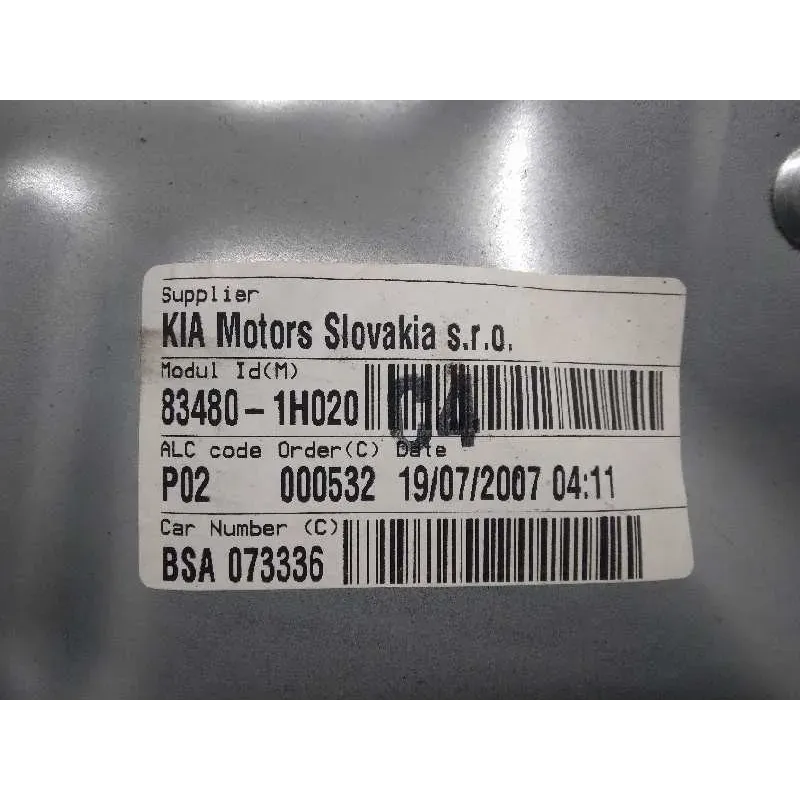 Supplier
KIA Motors Slovakia s.r.o.
Modul Id(M)
83480-1H020
C4
ALC code Order(C) Date
P02 000532 19/07/2007 04:11
Car Number (C)
BSA 073336